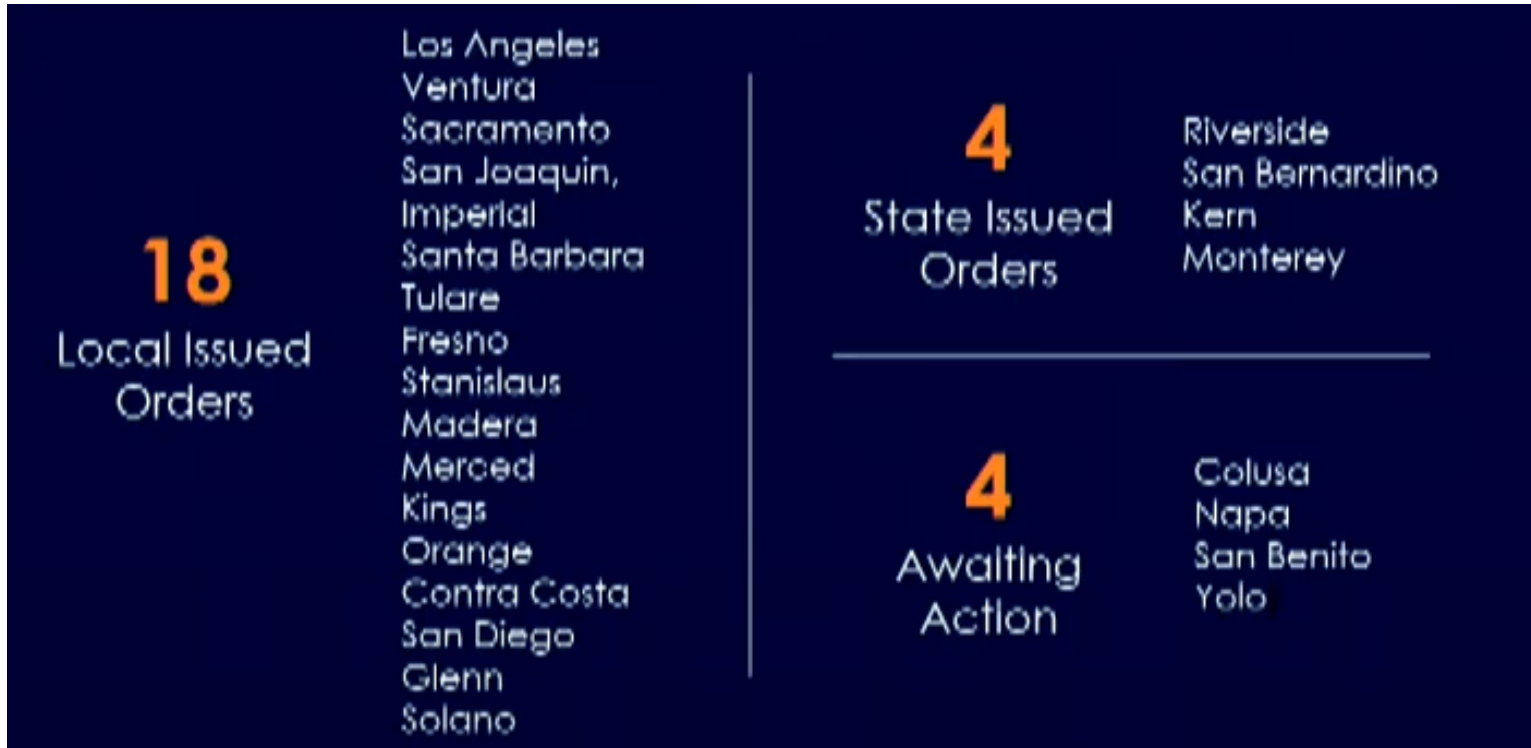 18
Local Issued
Orders
Los Angeles
Ventura
Sacramento
San Joaquin,
Imperial
Santa Barbara
Tulare
Fresno
Stanislaus
Madera
Merced
Kings
Orange
Contra Costa
San Diego
Glenn
Solano
4
State Issued
Orders
Riverside
San Bernardino
Kern
Monterey
4
Awaiting
Action
Colusa
Napa
San Benito
Yolo